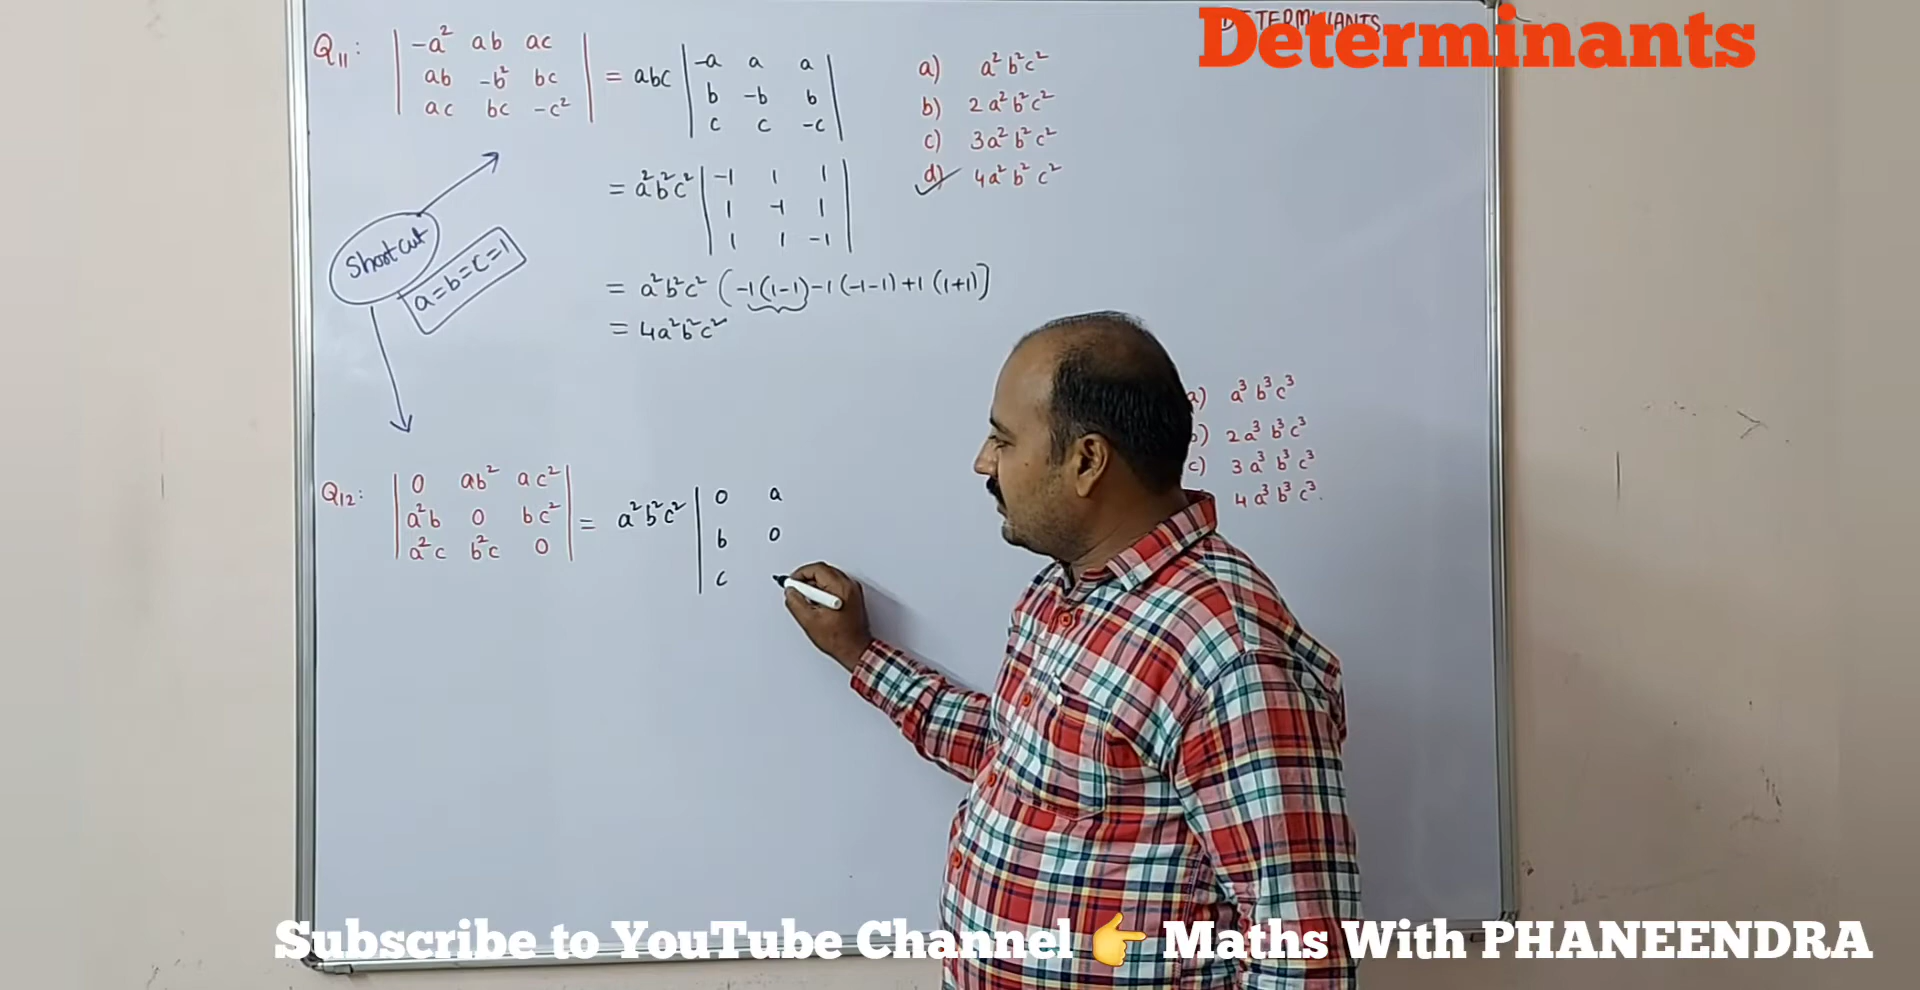 DETERMINANTS
Determinants
Q11: | -a² ab ac | = abc | -a a a |
| ab -b² bc | | b -b b |
| ac bc -c² | | c c -c |
a) a²b²c²
b) 2a²b²c²
c) 3a²b²c²
d) 4a²b²c²
= a²b²c² | -1 1 1 |
| 1 -1 1 |
| 1 1 -1 |
Shootcut
a=b=c=1
= a²b²c² (-1(1-1)-1(-1-1)+1(1+1)]
= 4a²b²c²
Q12: | 0 ab² ac² | = a²b²c² | 0 a
| a²b 0 bc² | | b 0
| a²c b²c 0 | | c
a) a³b³c³
b) 2a³b³c³
c) 3a³b³c³
4a³b³c³.
Subscribe to YouTube Channel 👉 Maths With PHANEENDRA